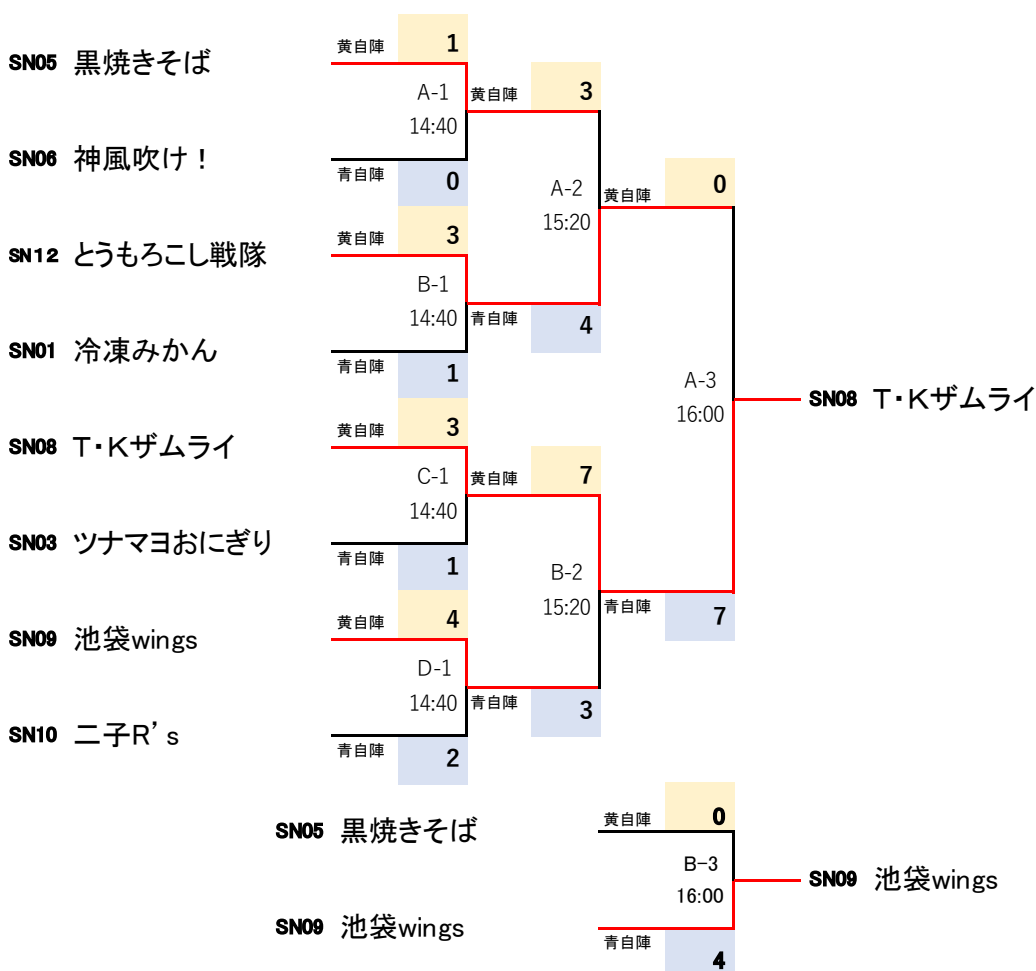 黄自陣 1
SN05 黒焼きそば
A-1 黄自陣 3
14:40
SN06 神風吹け！
青自陣 0
A-2 黄自陣 0
15:20
黄自陣 3
SN12 とうもろこし戦隊
B-1
14:40 青自陣 4
SN01 冷凍みかん
青自陣 1
A-3
16:00
SN08 T・Kザムライ
黄自陣 3
SN08 T・Kザムライ
C-1 黄自陣 7
14:40
SN03 ツナマヨおにぎり
青自陣 1
B-2
15:20 青自陣 7
黄自陣 4
SN09 池袋wings
D-1
14:40 青自陣 3
SN10 二子R’s
青自陣 2
黄自陣 0
SN05 黒焼きそば
B-3
16:00
SN09 池袋wings
SN09 池袋wings
青自陣 4